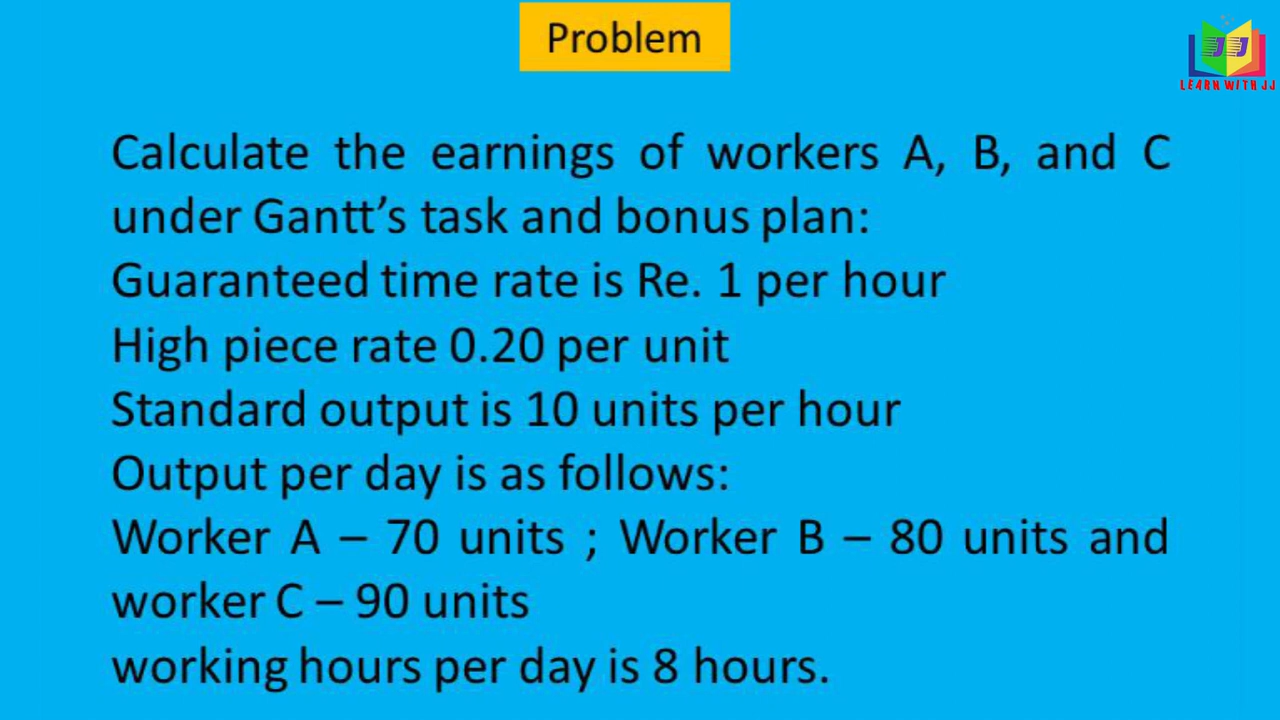 Problem
LEARN WITH JJ
Calculate the earnings of workers A, B, and C
under Gantt’s task and bonus plan:
Guaranteed time rate is Re. 1 per hour
High piece rate 0.20 per unit
Standard output is 10 units per hour
Output per day is as follows:
Worker A – 70 units ; Worker B – 80 units and
worker C – 90 units
working hours per day is 8 hours.